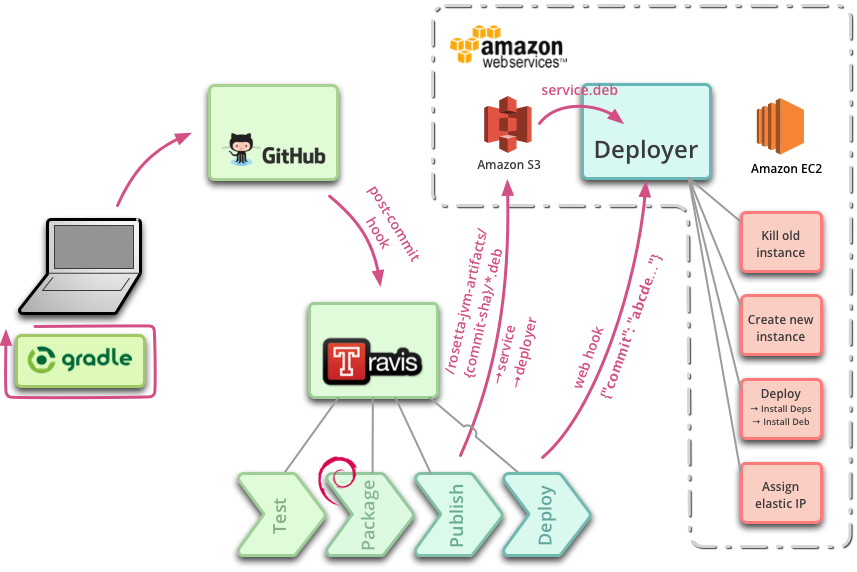 amazon
webservices™
service.deb
GitHub
Deployer
Amazon S3
Amazon EC2
post-commit
hook
Kill old
instance
gradle
/rosetta-jvm-artifacts/
{commit-sha}/*.deb
→service
→deployer
web hook
{"commit": "abcde... "}
Create new
instance
Travis
Deploy
→ Install Deps
→ Install Deb
Assign
elastic IP
Test
Package
Publish
Deploy